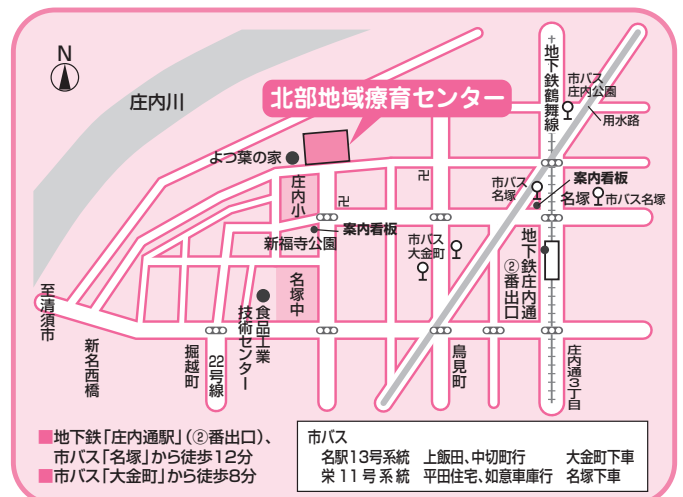 N
庄内川
北部地域療育センター
地下鉄鶴舞線
市バス
庄内公園
用水路
よつ葉の家
庄内小
卍
卍
市バス
名塚
案内看板
名塚
市バス名塚
新福寺公園
案内看板
市バス
大金町
地下鉄庄内通
②番出口
名塚中
食品工業
技術センター
至清須市
新名西橋
堀越町
22号線
鳥見町
庄内通3丁目
■地下鉄「庄内通駅」(②番出口)、
市バス「名塚」から徒歩12分
■市バス「大金町」から徒歩8分
市バス
名駅13号系統 上飯田、中切町行 大金町下車
栄11号系統 平田住宅、如意車庫行 名塚下車